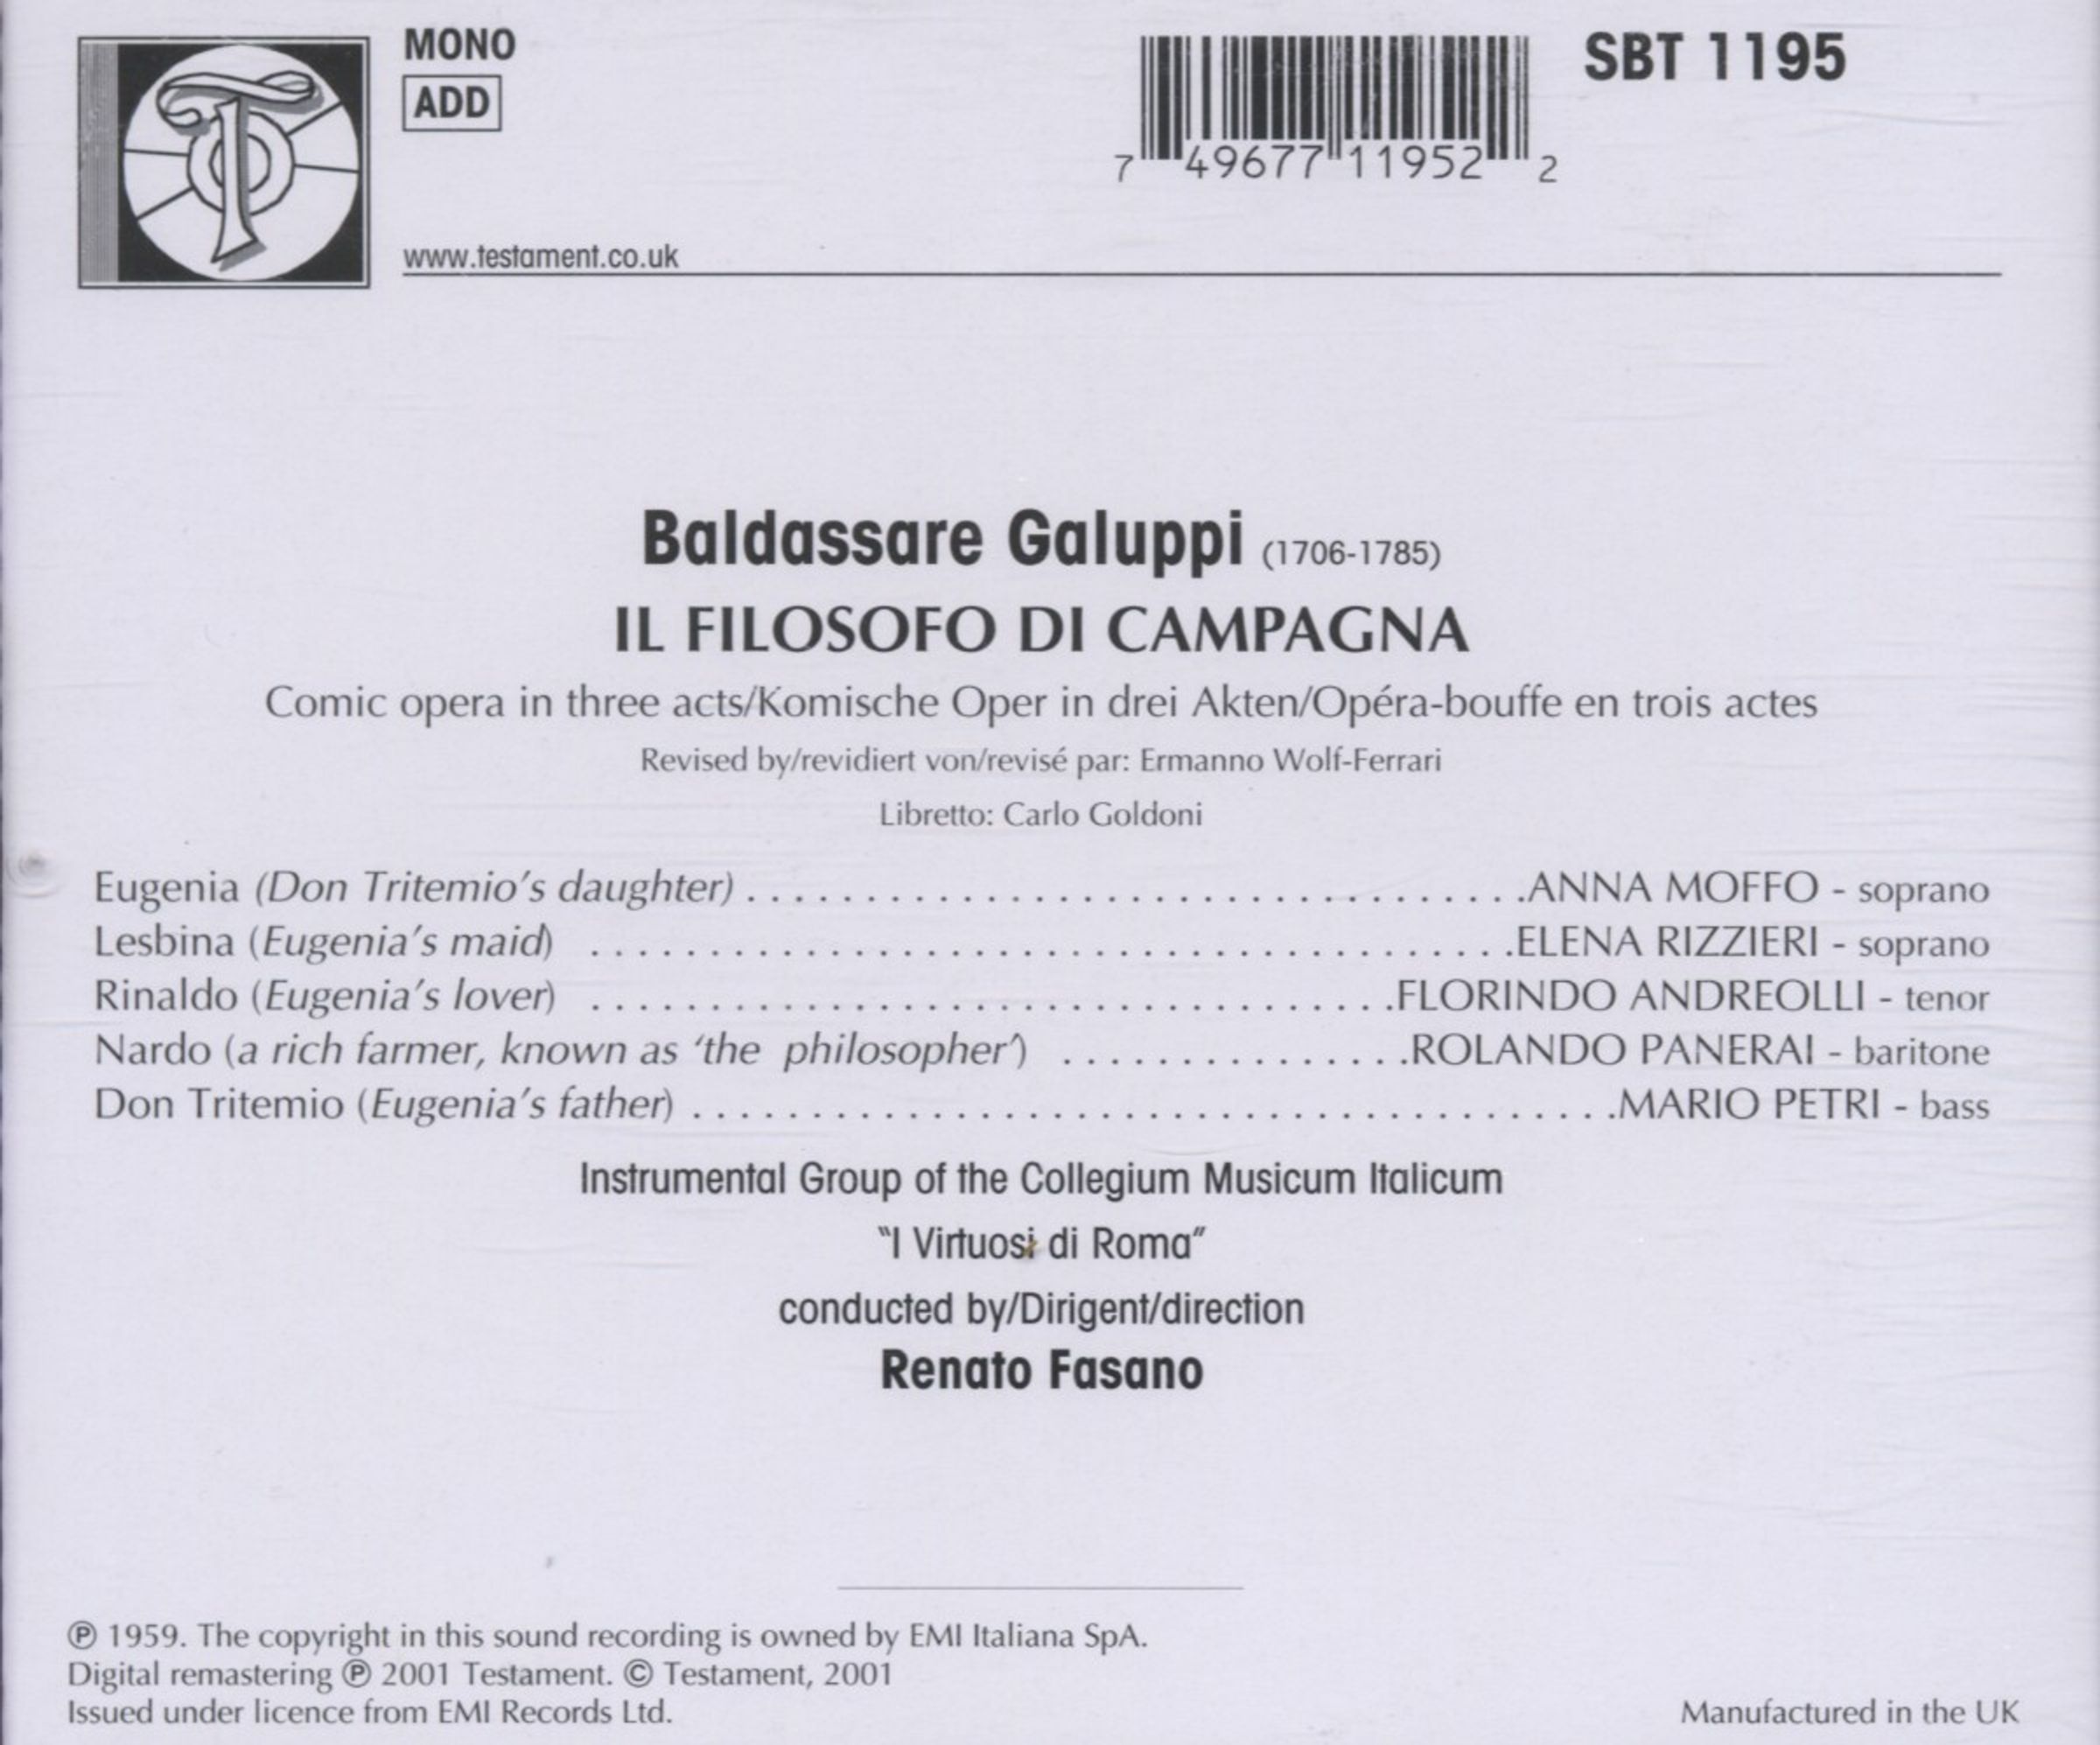 MONO
ADD
SBT 1195
7 49677 11952 2
www.testament.co.uk
Baldassare Galuppi (1706-1785)
IL FILOSOFO DI CAMPAGNA
Comic opera in three acts/Komische Oper in drei Akten/Opéra-bouffe en trois actes
Revised by/revidiert von/revisé par: Ermanno Wolf-Ferrari
Libretto: Carlo Goldoni
Eugenia (Don Tritemio's daughter) . . . . . . . . . . . . . . . . . . . . . . . . . . . . . . . . .ANNA MOFFO - soprano
Lesbina (Eugenia's maid) . . . . . . . . . . . . . . . . . . . . . . . . . . . . . . . . . . . . . . .ELENA RIZZIERI - soprano
Rinaldo (Eugenia's lover) . . . . . . . . . . . . . . . . . . . . . . . . . . . . . . . . . .FLORINDO ANDREOLLI - tenor
Nardo (a rich farmer, known as 'the philosopher') . . . . . . . . . . . . . . .ROLANDO PANERAI - baritone
Don Tritemio (Eugenia's father) . . . . . . . . . . . . . . . . . . . . . . . . . . . . . . . . . . . . . . .MARIO PETRI - bass
Instrumental Group of the Collegium Musicum Italicum
"I Virtuosi di Roma"
conducted by/Dirigent/direction
Renato Fasano
℗ 1959. The copyright in this sound recording is owned by EMI Italiana SpA.
Digital remastering ℗ 2001 Testament. © Testament, 2001
Issued under licence from EMI Records Ltd.
Manufactured in the UK